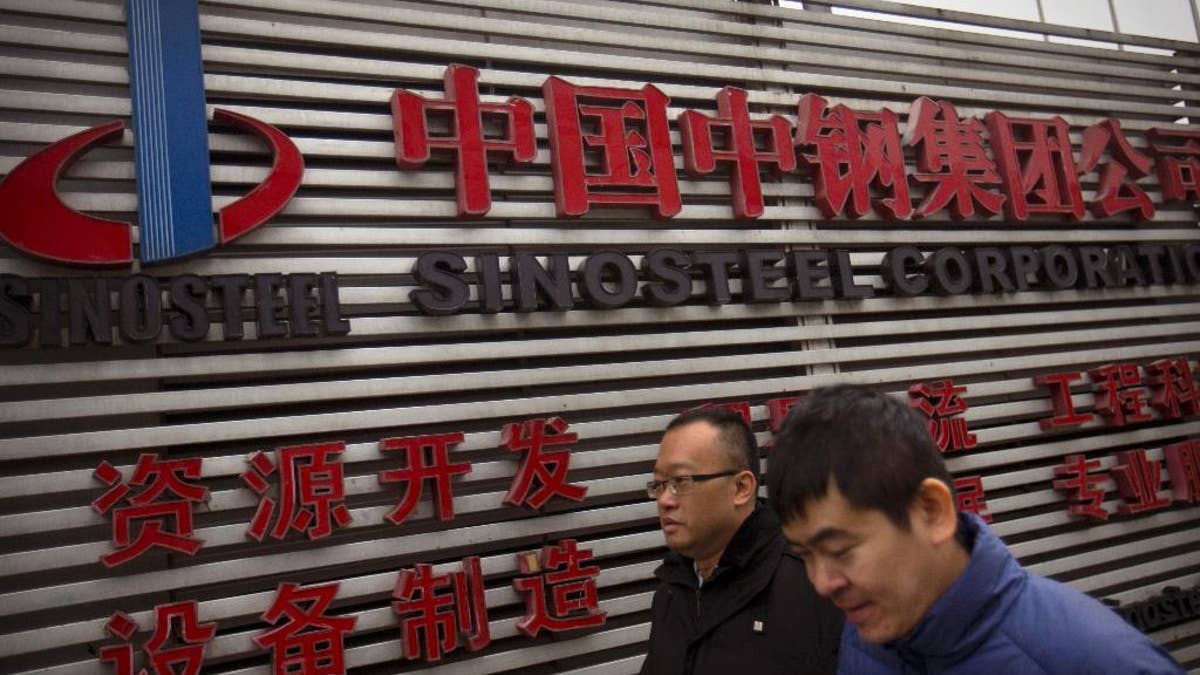 中国中钢集团公司
SINOSTEEL
SINOSTEEL CORPORATIO
资源开发
流
工程科
设备制造
专业